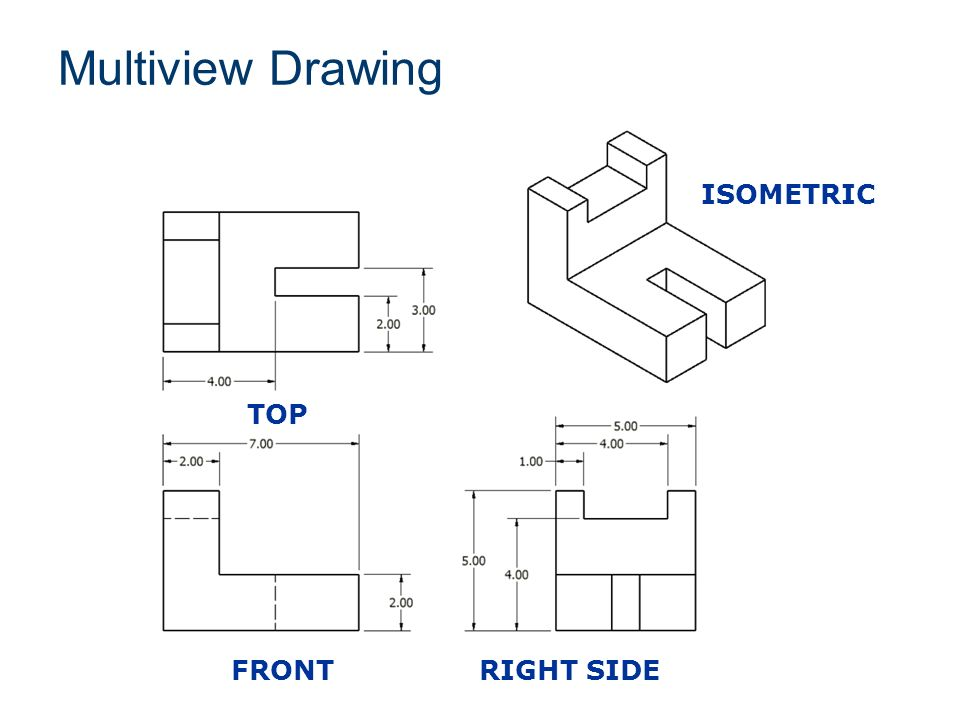 Multiview Drawing
ISOMETRIC
3.00
2.00
4.00
TOP
7.00
2.00
5.00
4.00
1.00
5.00
4.00
2.00
FRONT
RIGHT SIDE